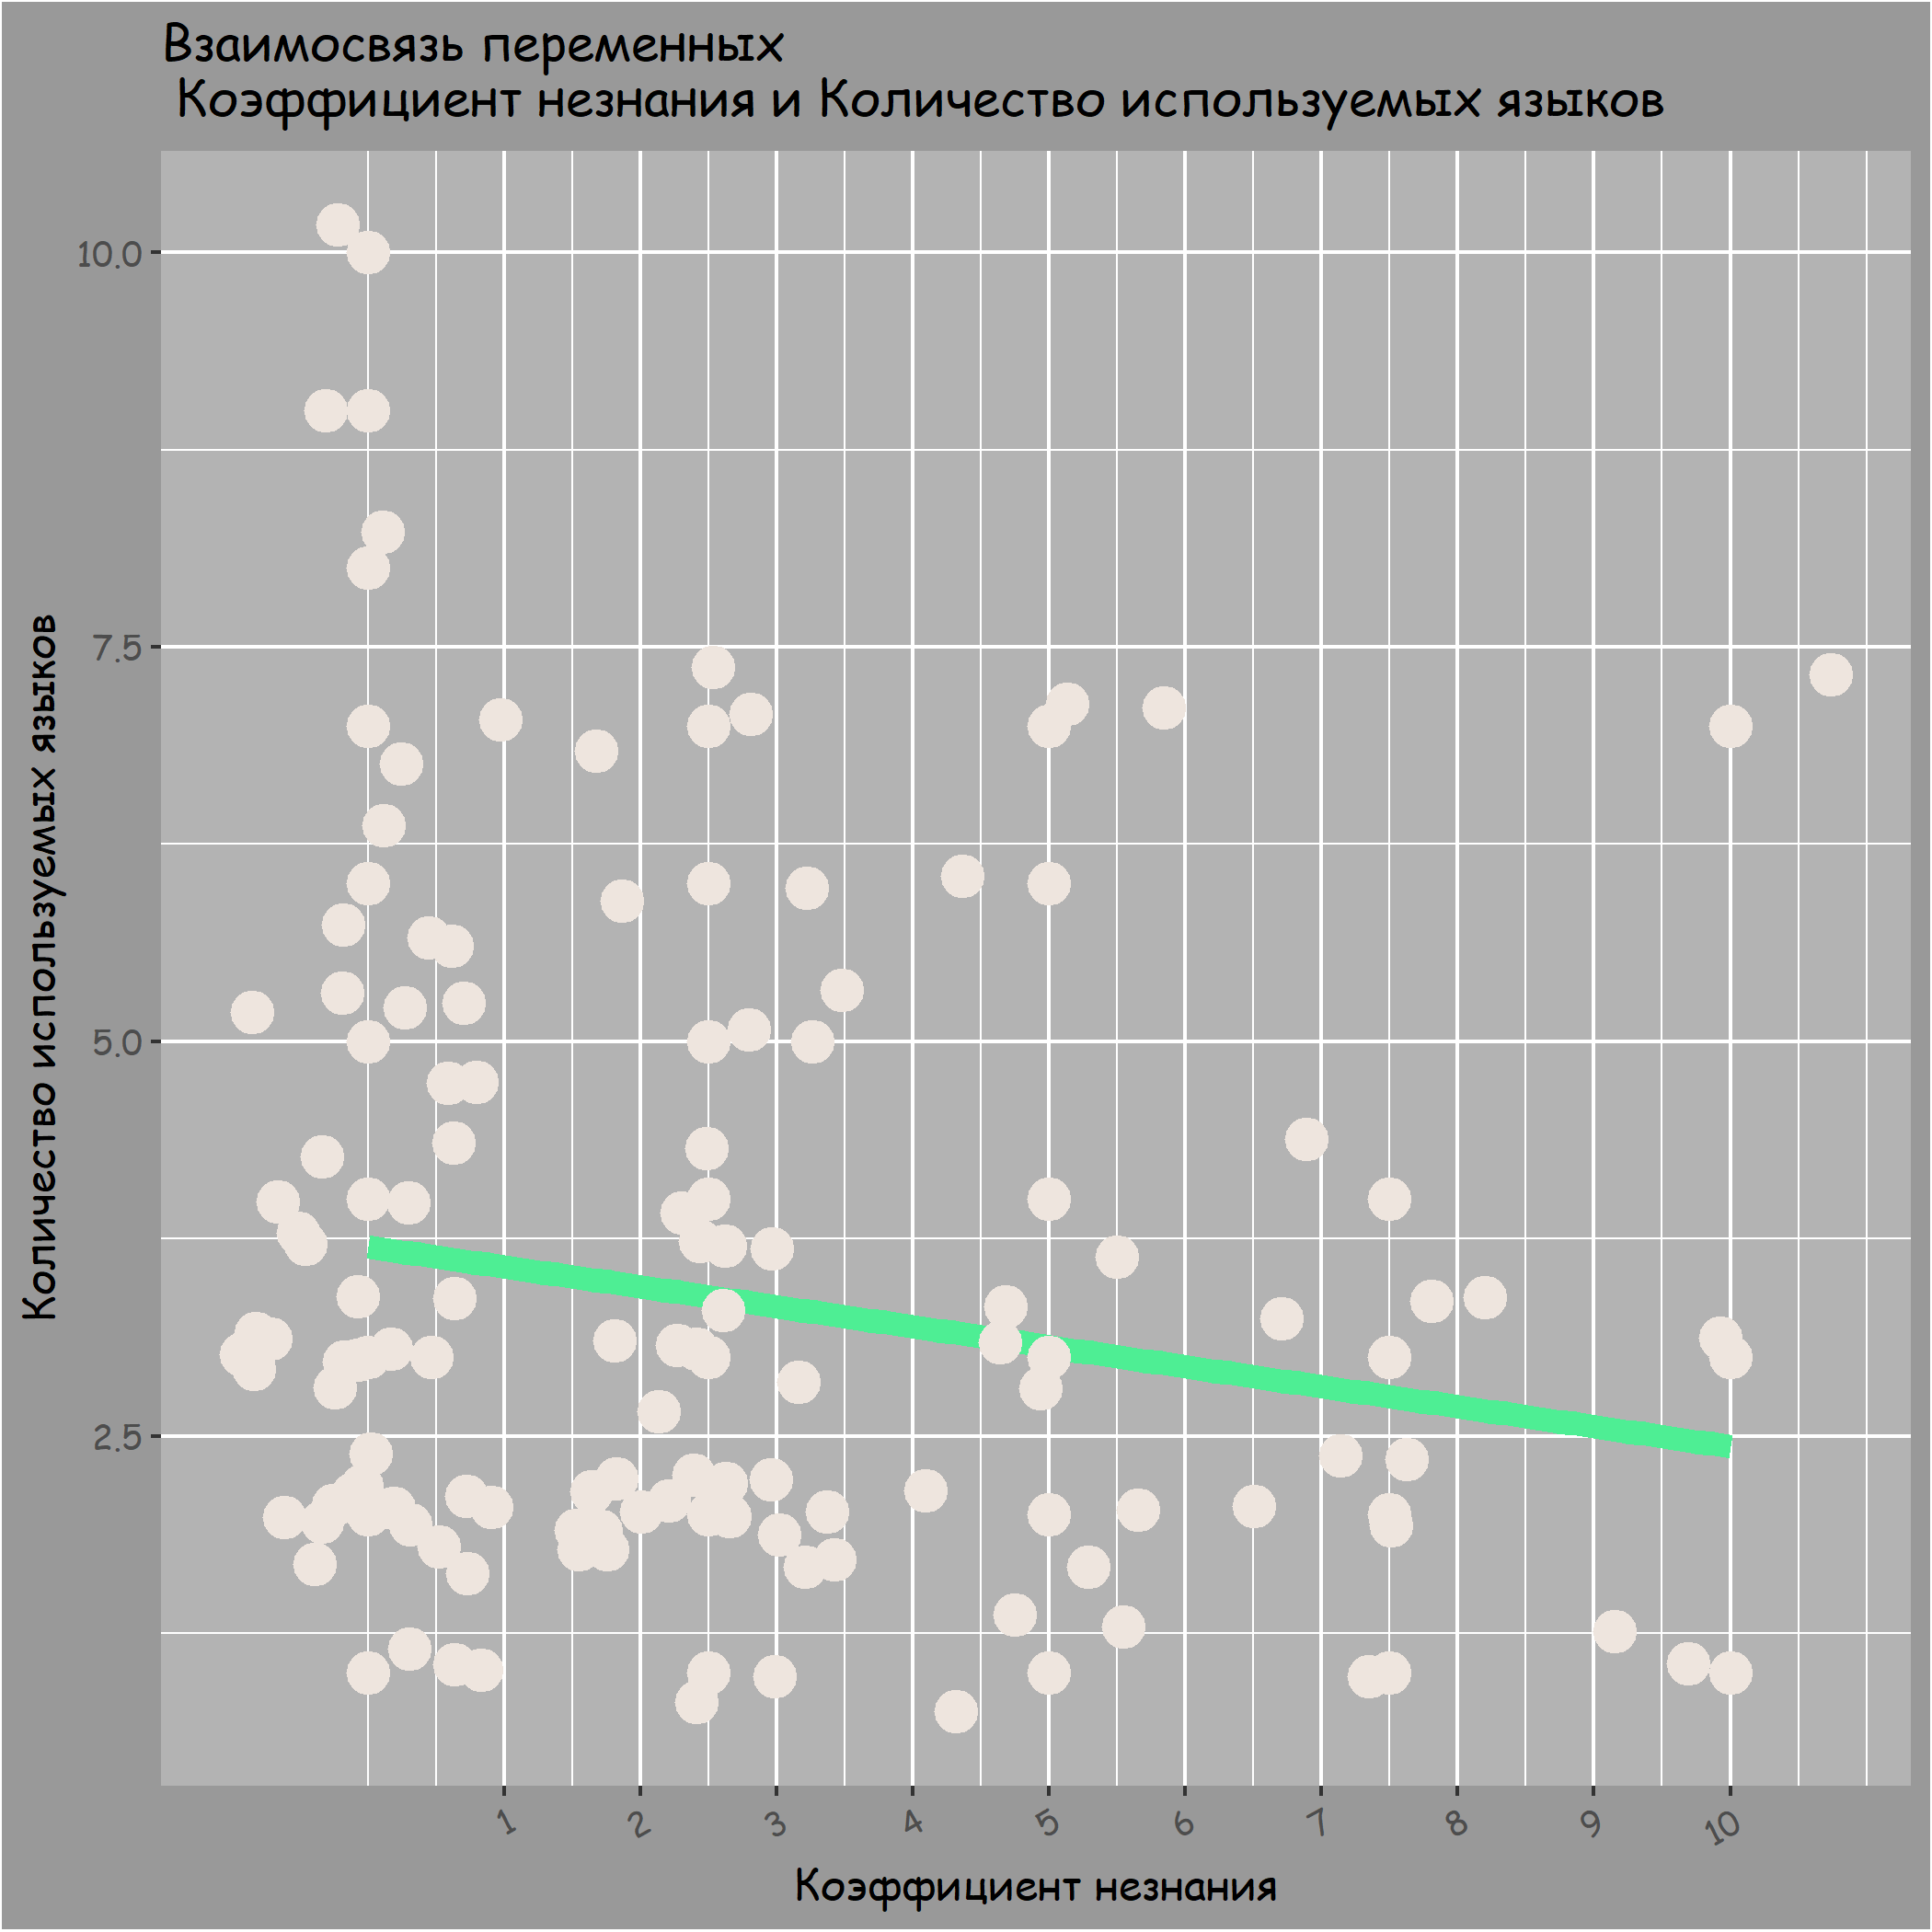 Взаимосвязь переменных
Коэффициент незнания и Количество используемых языков
Количество используемых языков
10.0
7.5
5.0
2.5
1 2 3 4 5 6 7 8 9 10
Коэффициент незнания